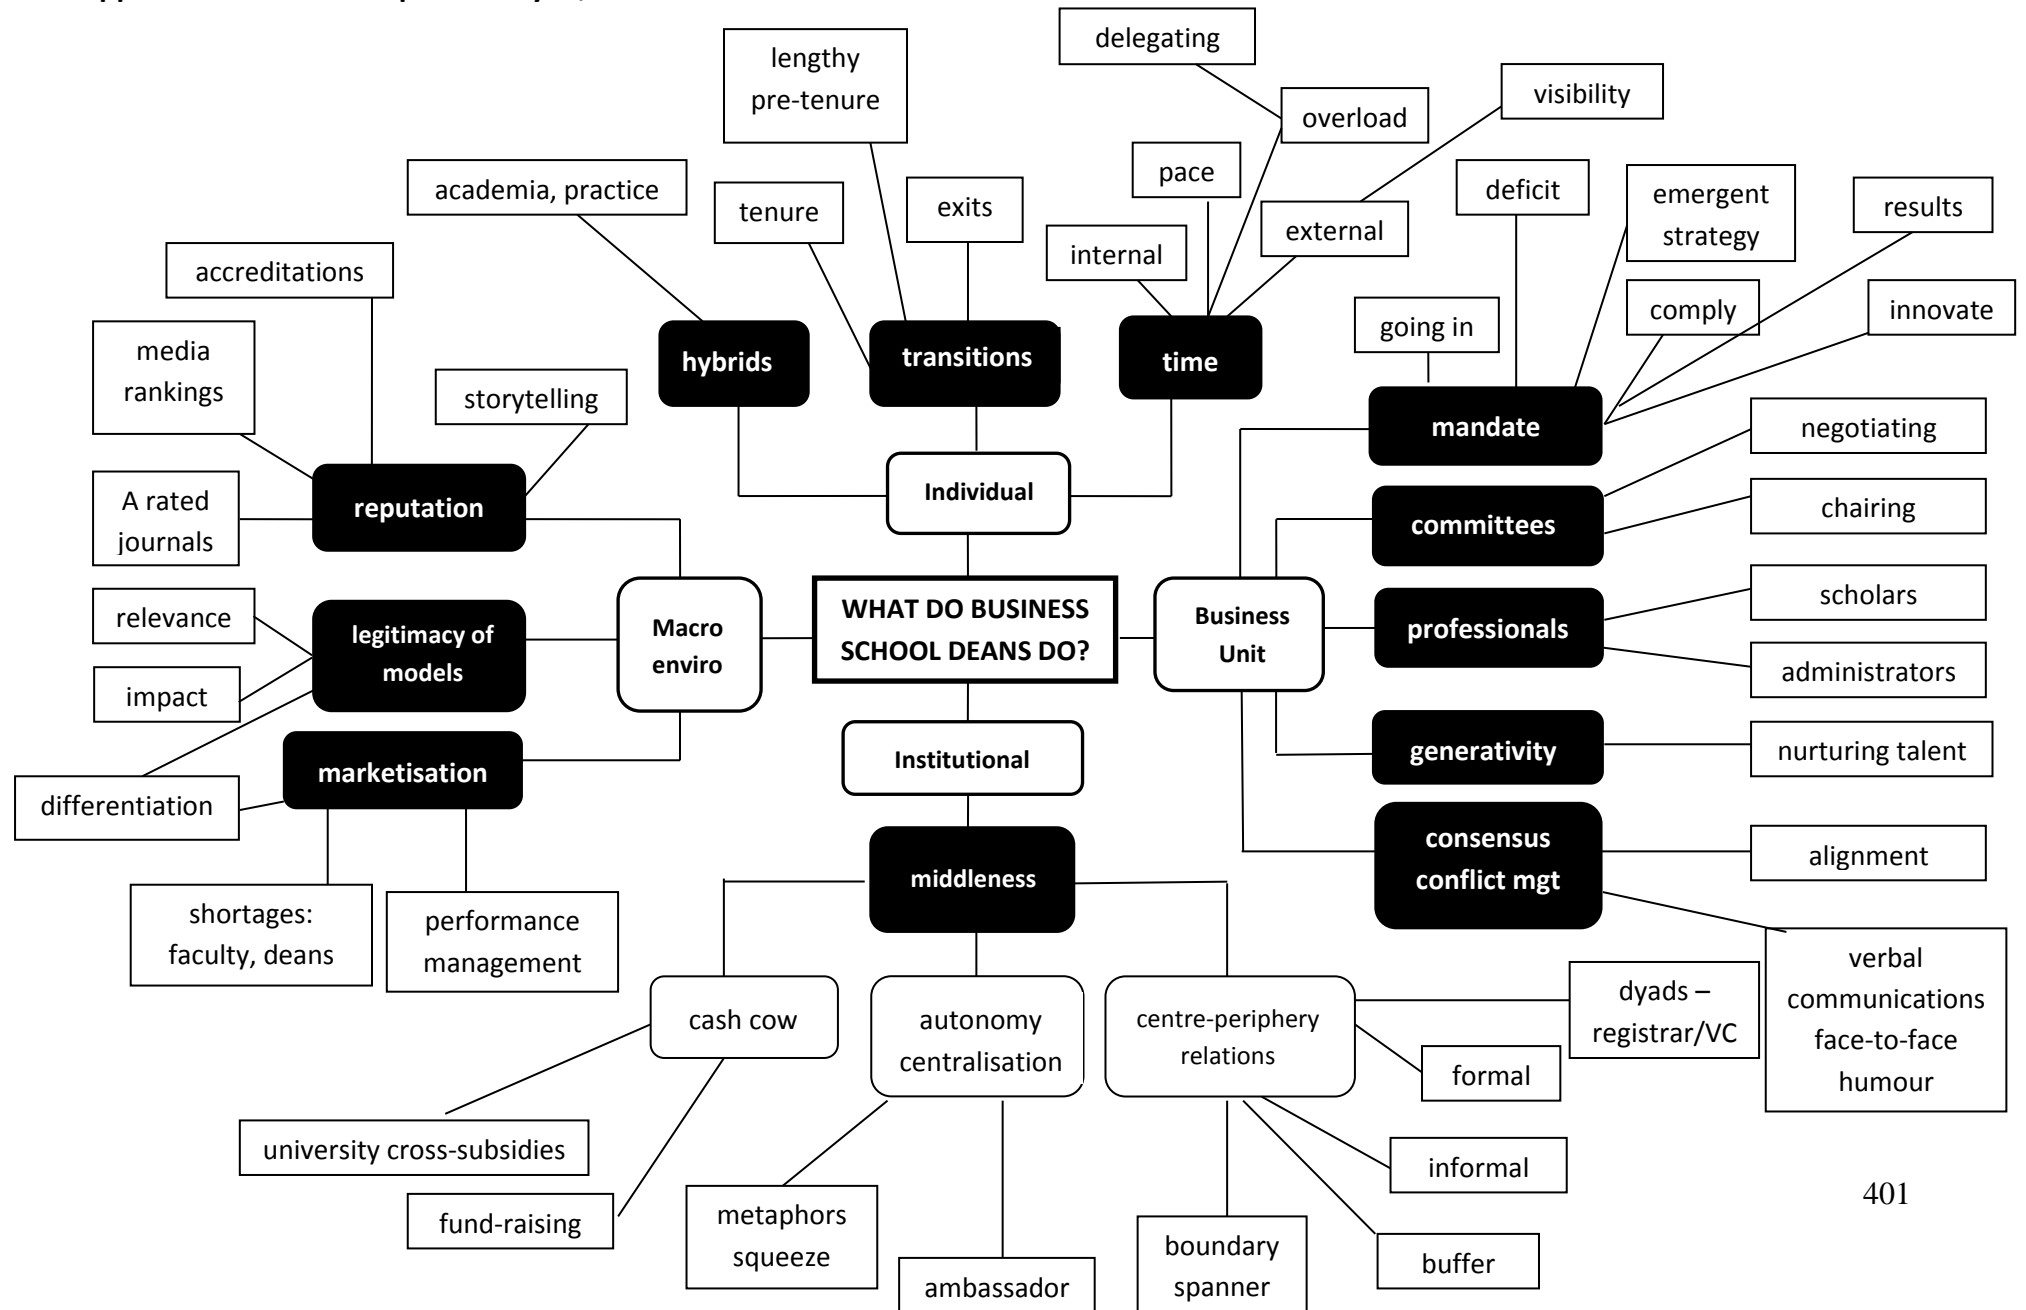 delegating
lengthy
pre-tenure
visibility
overload
pace
academia, practice
tenure
exits
deficit
emergent
strategy
results
internal
external
accreditations
going in
comply
innovate
media
rankings
storytelling
hybrids
transitions
time
mandate
negotiating
A rated
journals
reputation
Individual
committees
chairing
relevance
legitimacy of
models
Macro
enviro
WHAT DO BUSINESS
SCHOOL DEANS DO?
Business
Unit
professionals
scholars
administrators
impact
marketisation
Institutional
generativity
nurturing talent
differentiation
middleness
consensus
conflict mgt
alignment
shortages:
faculty, deans
performance
management
verbal
communications
face-to-face
humour
cash cow
autonomy
centralisation
centre-periphery
relations
dyads –
registrar/VC
formal
university cross-subsidies
informal
fund-raising
metaphors
squeeze
ambassador
boundary
spanner
buffer
401